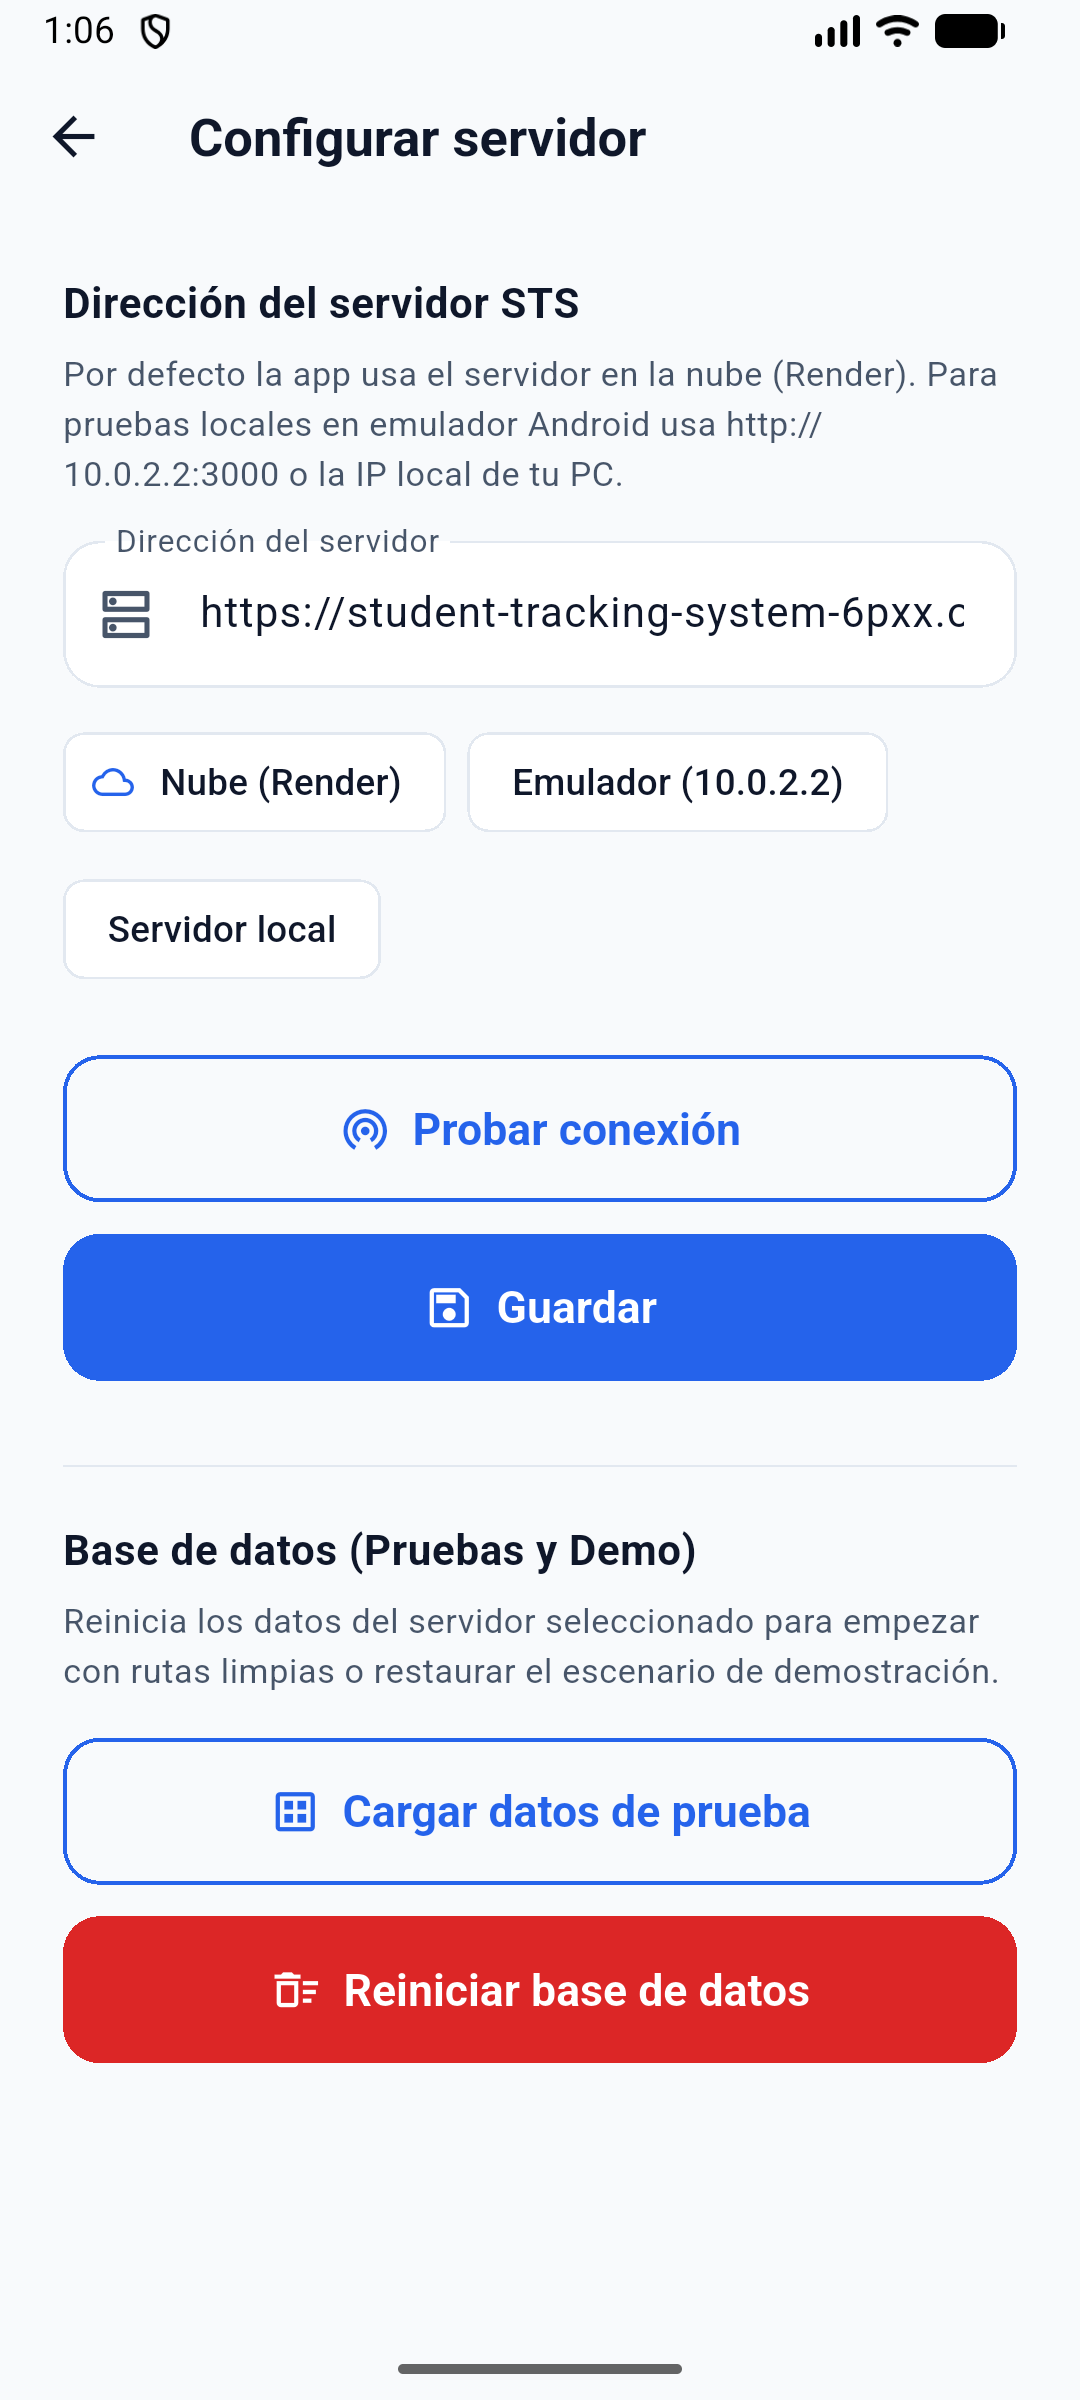 1:06
Configurar servidor
Dirección del servidor STS
Por defecto la app usa el servidor en la nube (Render). Para
pruebas locales en emulador Android usa http://
10.0.2.2:3000 o la IP local de tu PC.
Dirección del servidor
https://student-tracking-system-6pxx.
Nube (Render)
Emulador (10.0.2.2)
Servidor local
Probar conexión
Guardar
Base de datos (Pruebas y Demo)
Reinicia los datos del servidor seleccionado para empezar
con rutas limpias o restaurar el escenario de demostración.
Cargar datos de prueba
Reiniciar base de datos